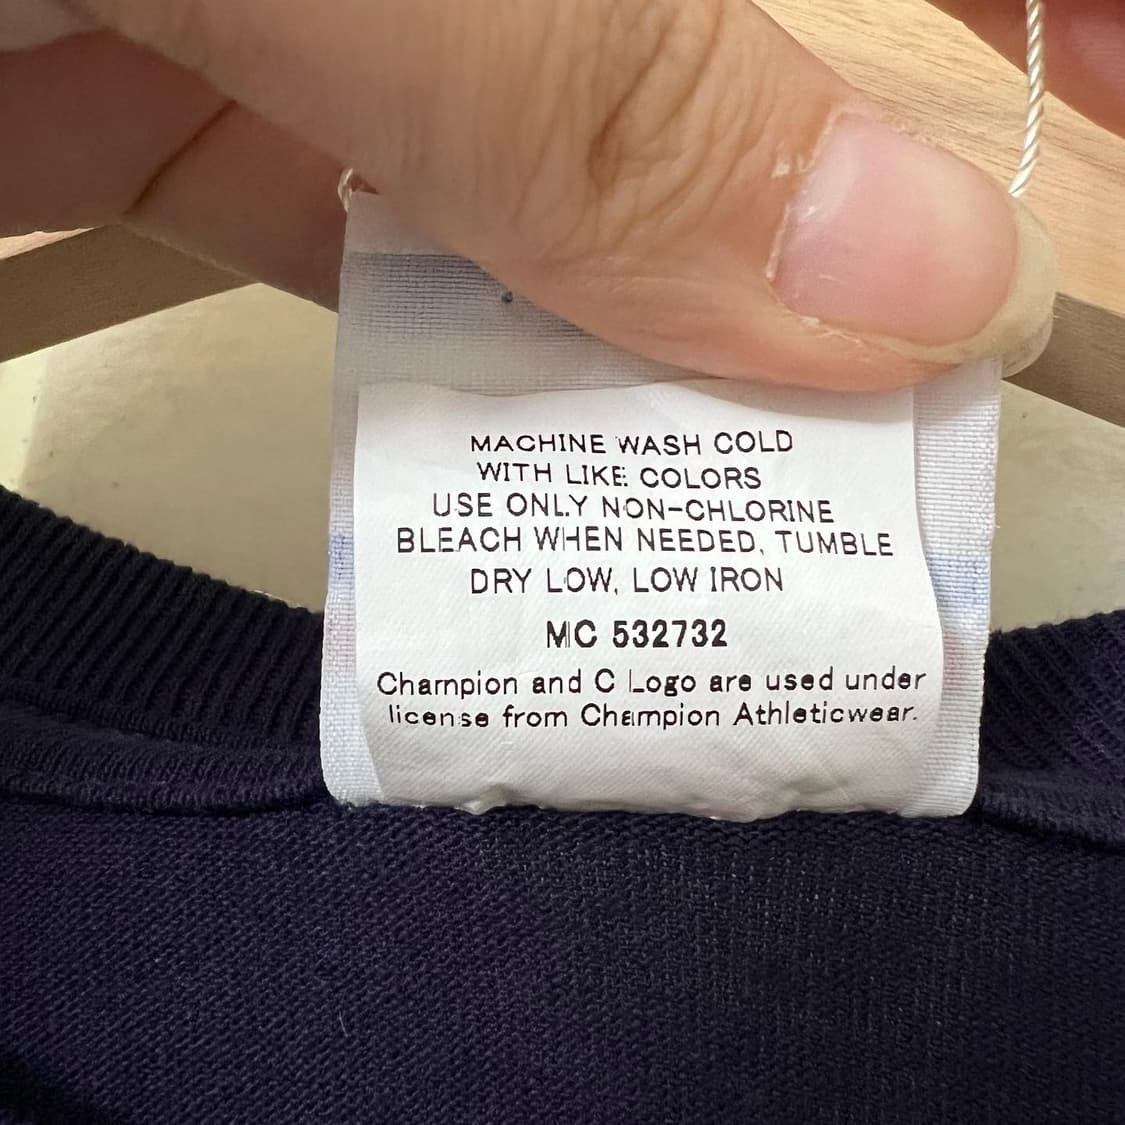 MACHINE WASH COLD
WITH LIKE COLORS
USE ONLY NON-CHLORINE
BLEACH WHEN NEEDED, TUMBLE
DRY LOW, LOW IRON
MC 532732
Champion and C Logo are used under
license from Champion Athleticwear.